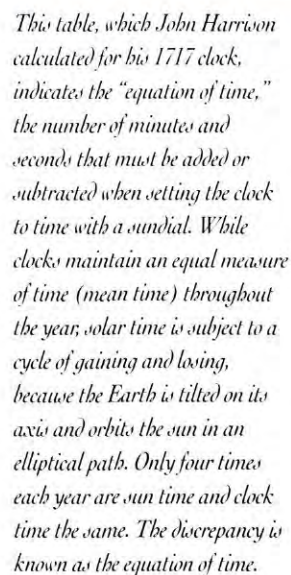 This table, which John Harrison
calculated for his 1717 clock,
indicates the “equation of time,”
the number of minutes and
seconds that must be added or
subtracted when setting the clock
to time with a sundial. While
clocks maintain an equal measure
of time (mean time) throughout
the year, solar time is subject to a
cycle of gaining and losing,
because the Earth is tilted on its
axis and orbits the sun in an
elliptical path. Only four times
each year are sun time and clock
time the same. The discrepancy is
known as the equation of time.